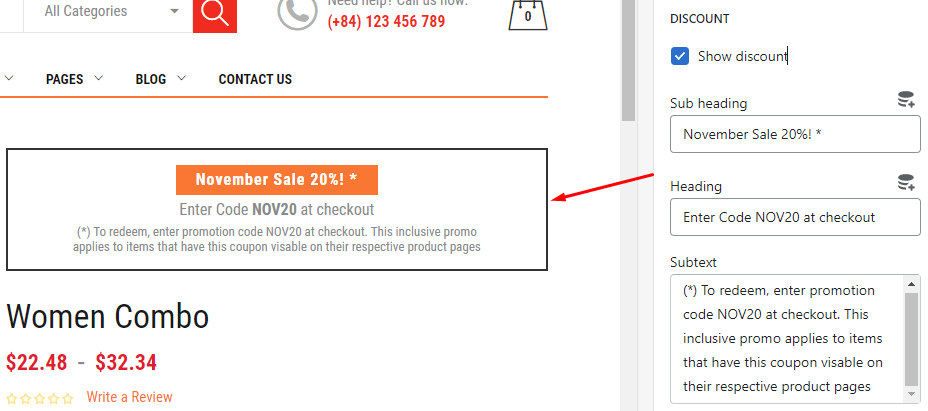 All Categories
Need help? Call us now:
(+84) 123 456 789
0
PAGES
BLOG
CONTACT US
November Sale 20%! *
Enter Code NOV20 at checkout
(*) To redeem, enter promotion code NOV20 at checkout. This inclusive promo
applies to items that have this coupon visable on their respective product pages
Women Combo
$22.48 - $32.34
Write a Review
DISCOUNT
Show discount
Sub heading
November Sale 20%! *
Heading
Enter Code NOV20 at checkout
Subtext
(*) To redeem, enter promotion
code NOV20 at checkout. This
inclusive promo applies to items
that have this coupon visable on
their respective product pages